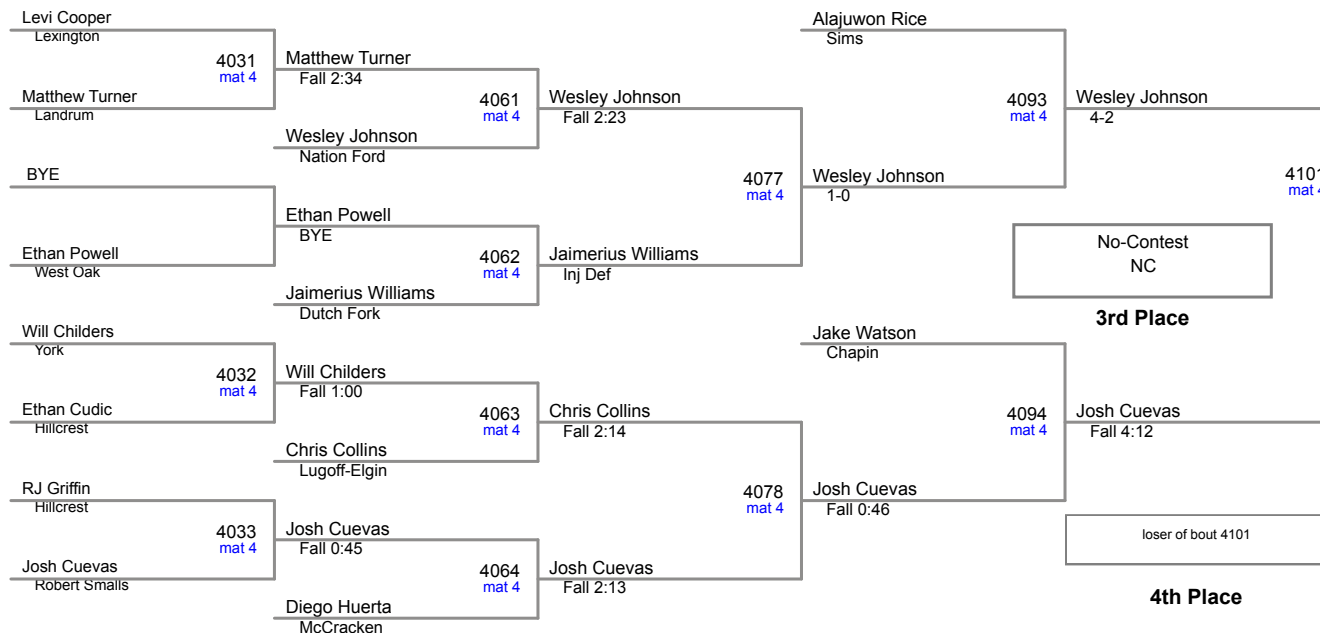 Levi Cooper
Lexington
4031
mat 4
Matthew Turner
Fall 2:34
Matthew Turner
Landrum
4061
mat 4
Wesley Johnson
Fall 2:23
Wesley Johnson
Nation Ford
BYE
Ethan Powell
BYE
Ethan Powell
West Oak
4062
mat 4
Jaimerius Williams
Inj Def
Jaimerius Williams
Dutch Fork
4077
mat 4
Wesley Johnson
1-0
Alajuwon Rice
Sims
4093
mat 4
Wesley Johnson
4-2
4101
mat 4
No-Contest
NC
3rd Place
Will Childers
York
4032
mat 4
Will Childers
Fall 1:00
Ethan Cudic
Hillcrest
4063
mat 4
Chris Collins
Fall 2:14
Chris Collins
Lugoff-Elgin
RJ Griffin
Hillcrest
4033
mat 4
Josh Cuevas
Fall 0:45
Josh Cuevas
Robert Smalls
4064
mat 4
Josh Cuevas
Fall 2:13
Diego Huerta
McCracken
4078
mat 4
Josh Cuevas
Fall 0:46
Jake Watson
Chapin
4094
mat 4
Josh Cuevas
Fall 4:12
loser of bout 4101
4th Place